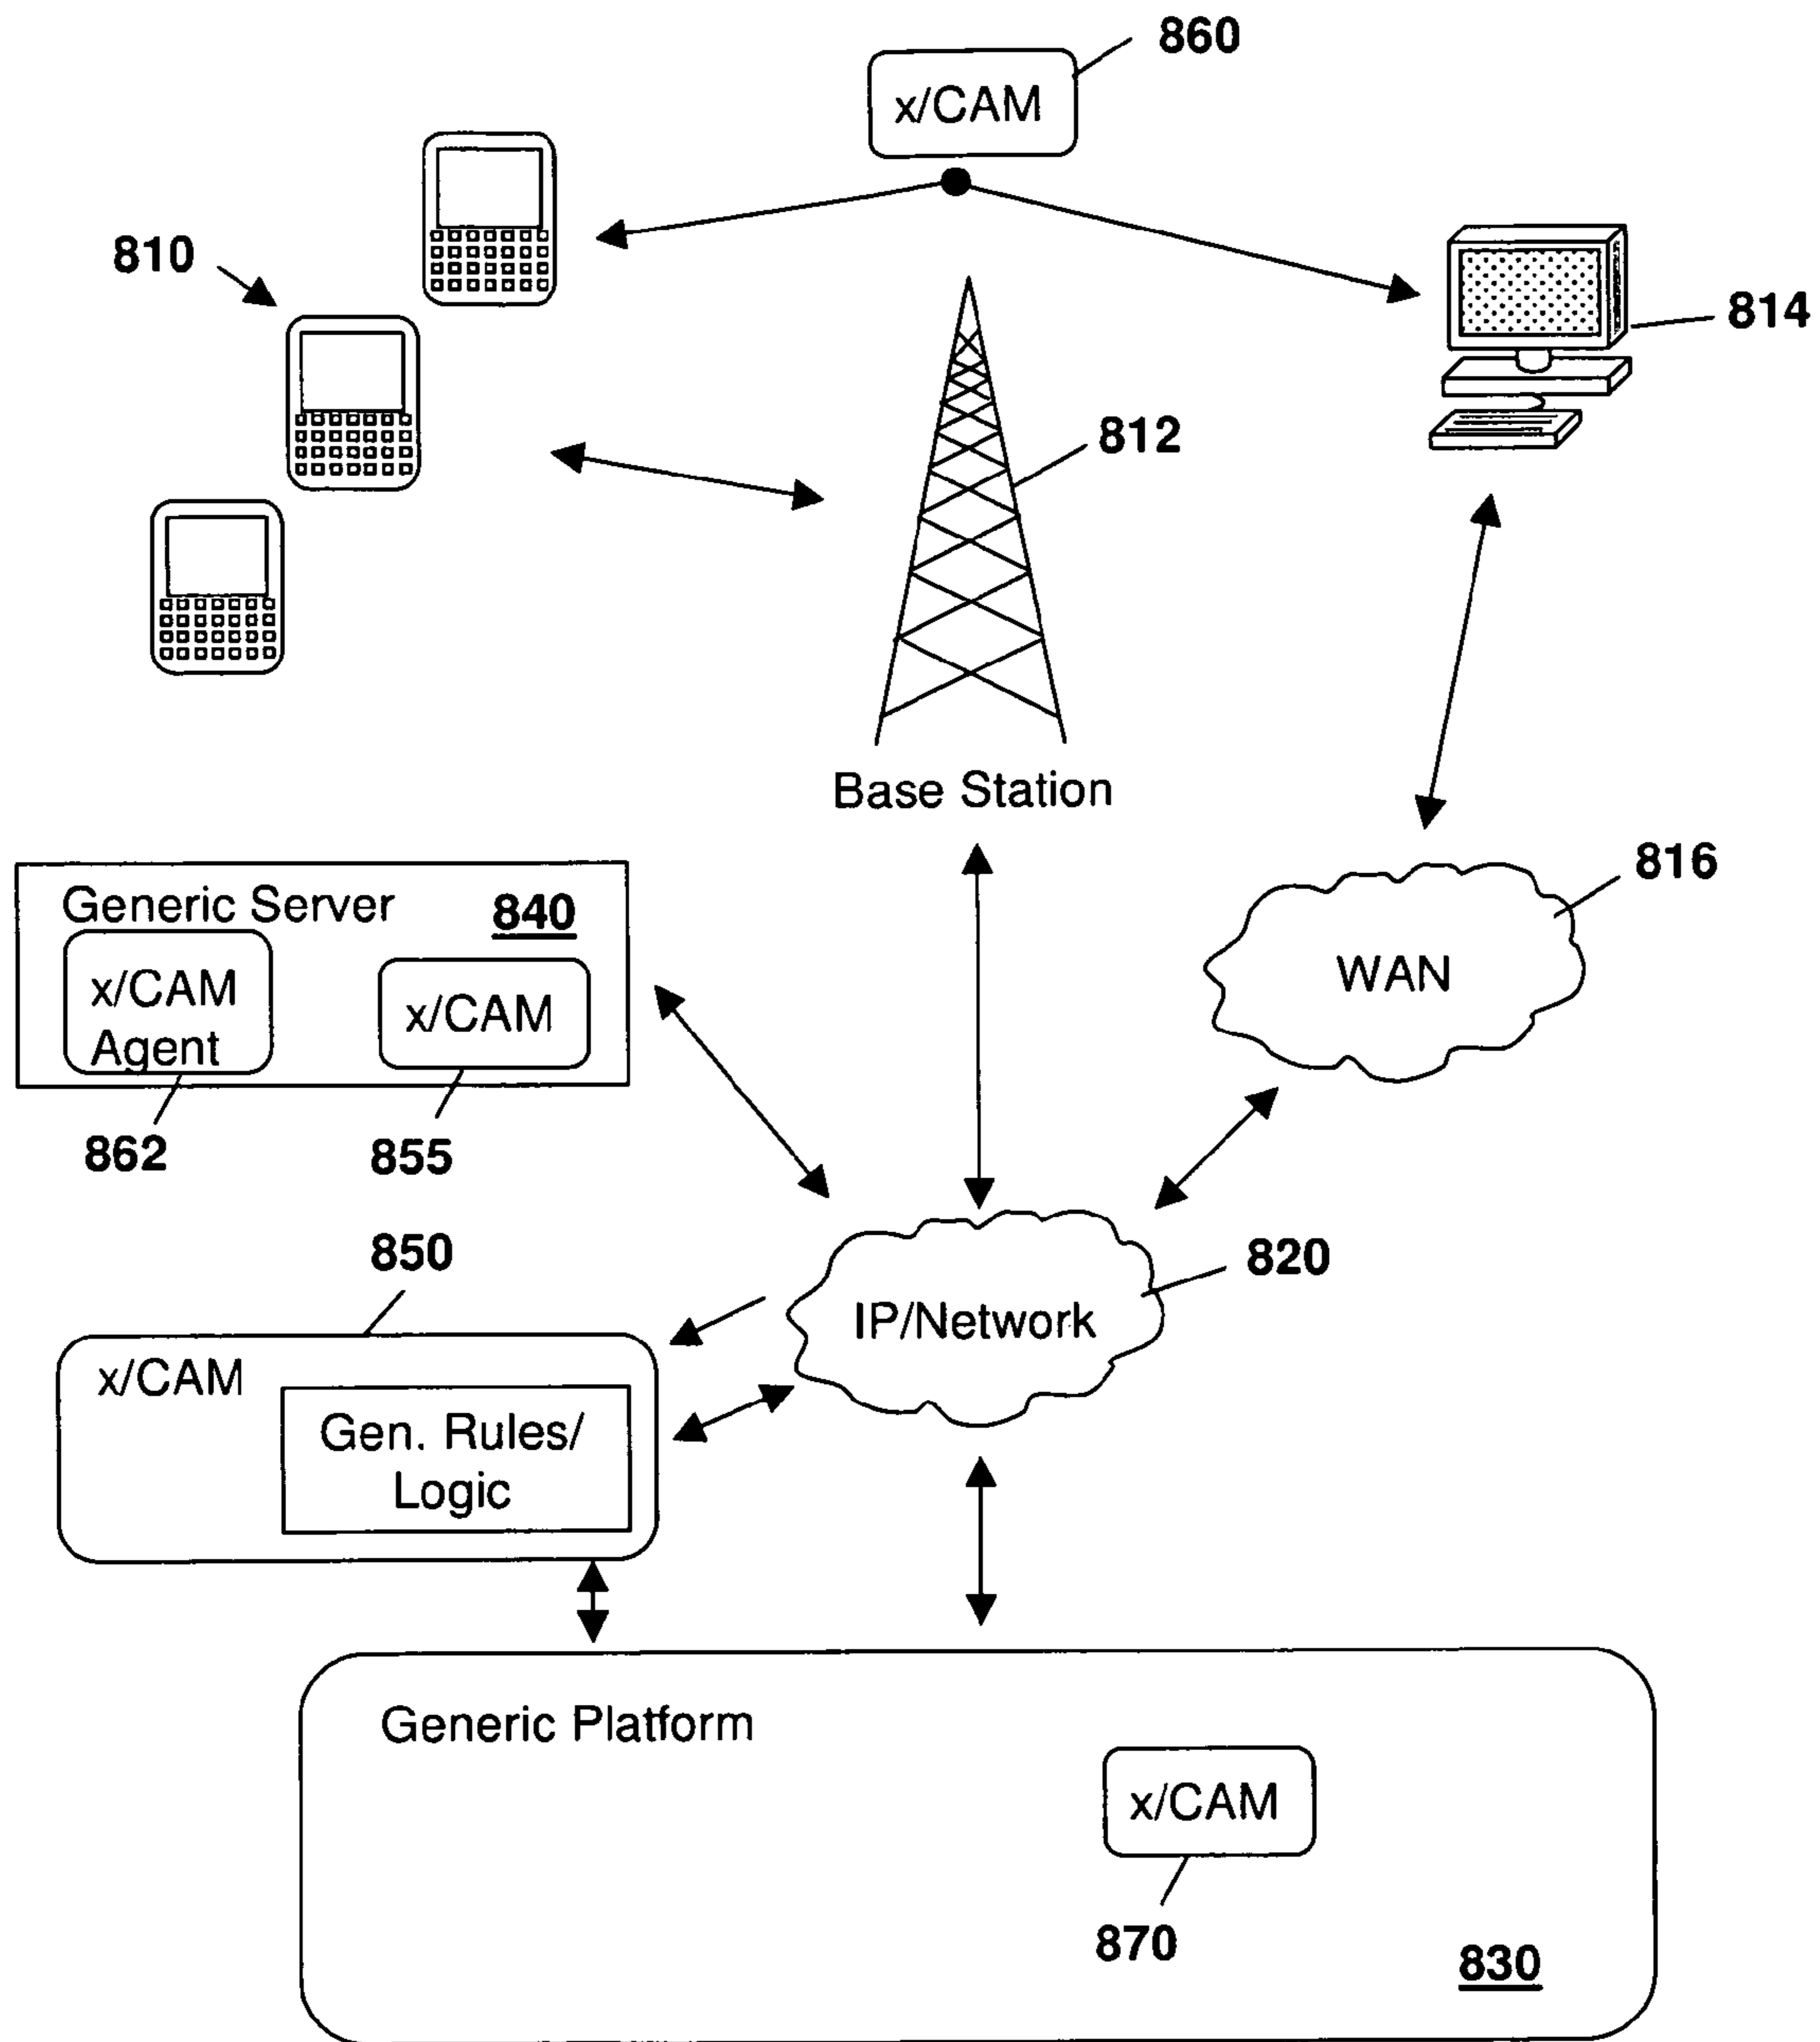 860
x/CAM
810
814
812
Base Station
816
Generic Server
840
WAN
x/CAM
Agent
x/CAM
862
855
850
820
IP/Network
x/CAM
Gen. Rules/
Logic
Generic Platform
x/CAM
870
830